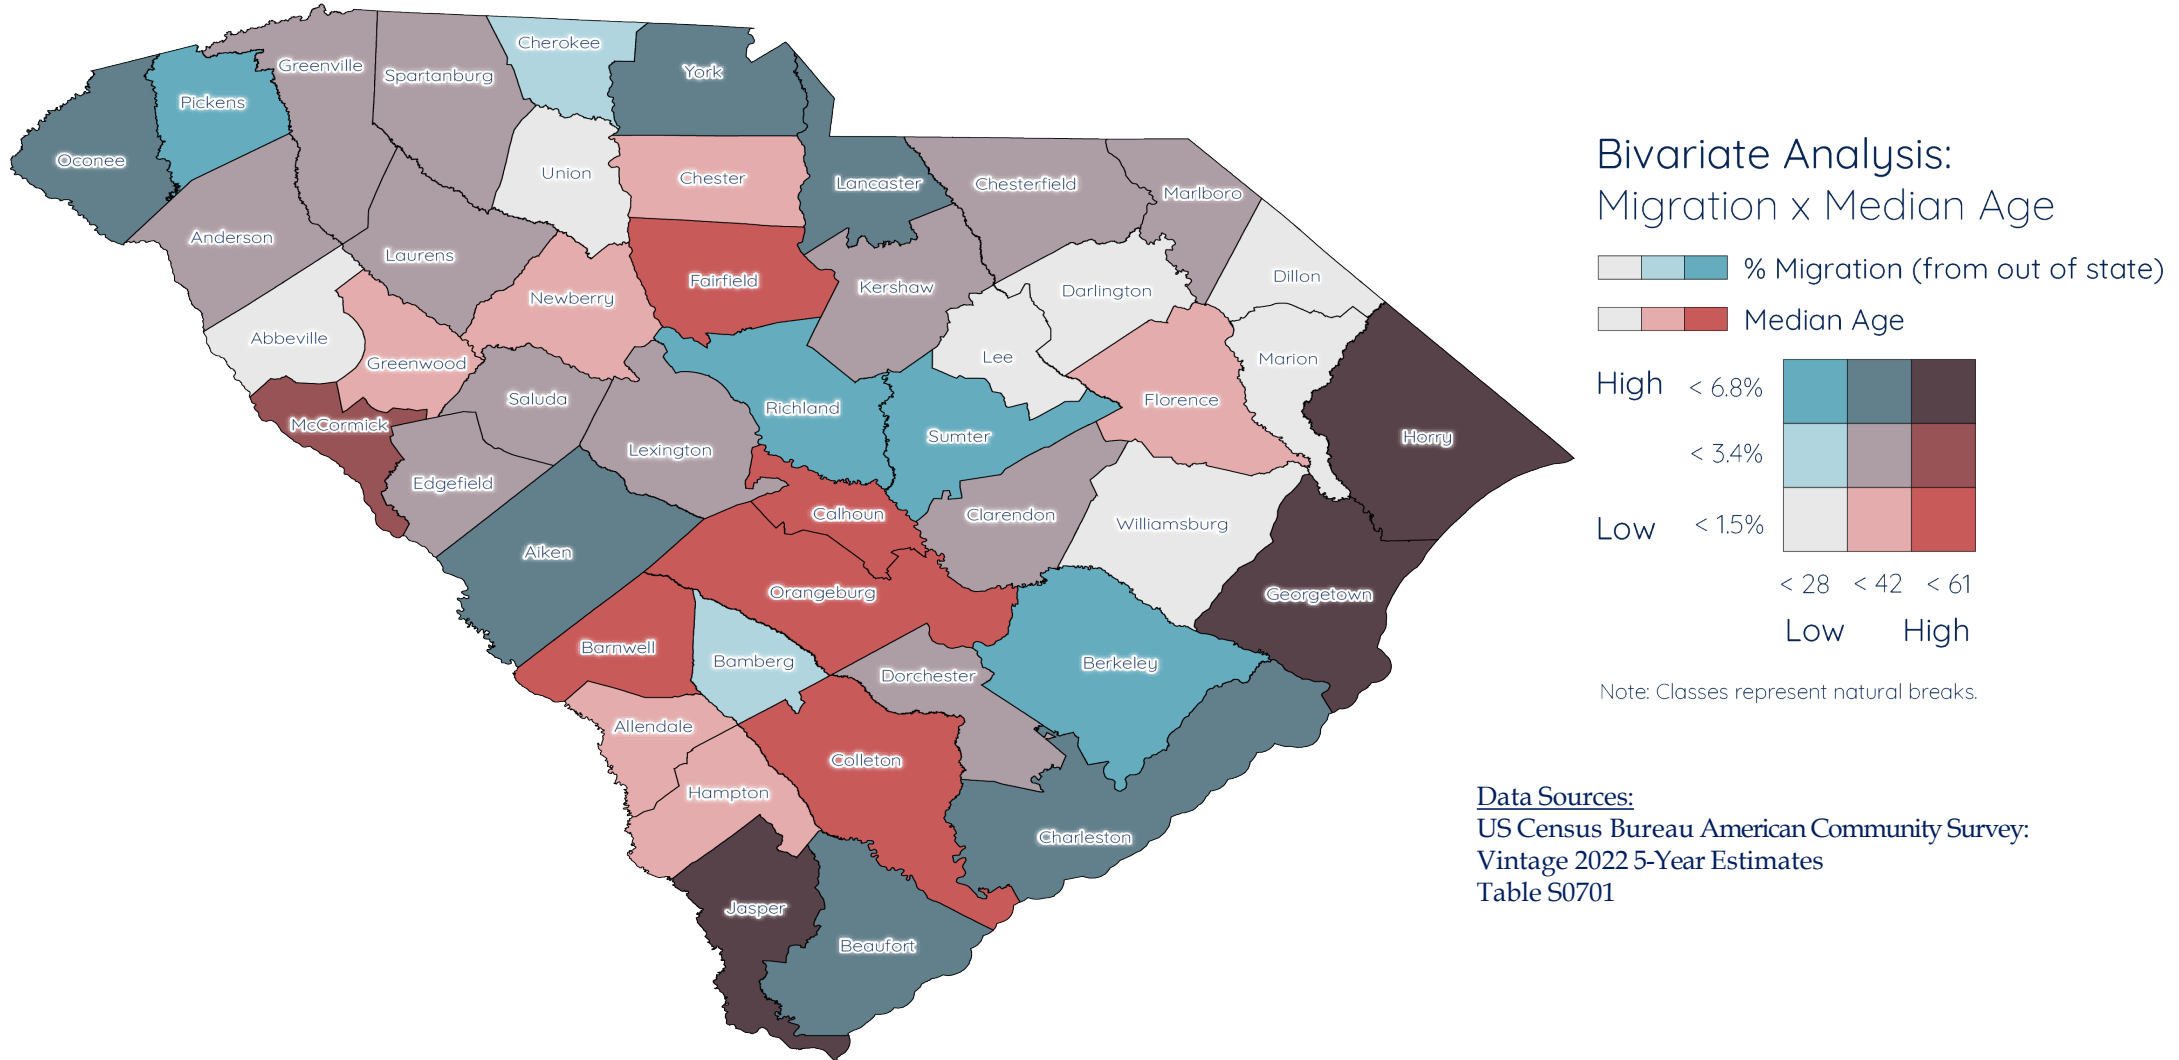 Cherokee
Greenville
Spartanburg
York
Pickens
Oconee
Union
Chester
Lancaster
Chesterfield
Marlboro
Anderson
Laurens
Fairfield
Kershaw
Darlington
Dillon
Newberry
Abbeville
Greenwood
Lee
Marion
Saluda
Richland
Florence
McCormick
Lexington
Sumter
Horry
Edgefield
Calhoun
Clarendon
Williamsburg
Aiken
Orangeburg
Georgetown
Barnwell
Bamberg
Dorchester
Berkeley
Allendale
Colleton
Hampton
Charleston
Jasper
Beaufort
Bivariate Analysis:
Migration x Median Age
% Migration (from out of state)
Median Age
High < 6.8%
< 3.4%
Low < 1.5%
< 28 < 42 < 61
Low High
Note: Classes represent natural breaks.
Data Sources:
US Census Bureau American Community Survey:
Vintage 2022 5-Year Estimates
Table S0701